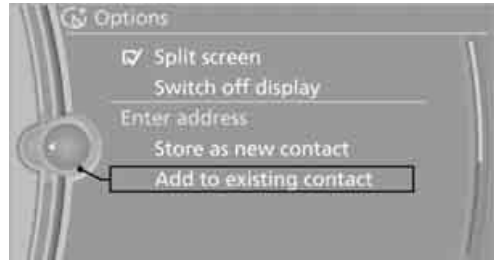 Options
Split screen
Switch off display
Enter address
Store as new contact
Add to existing contact